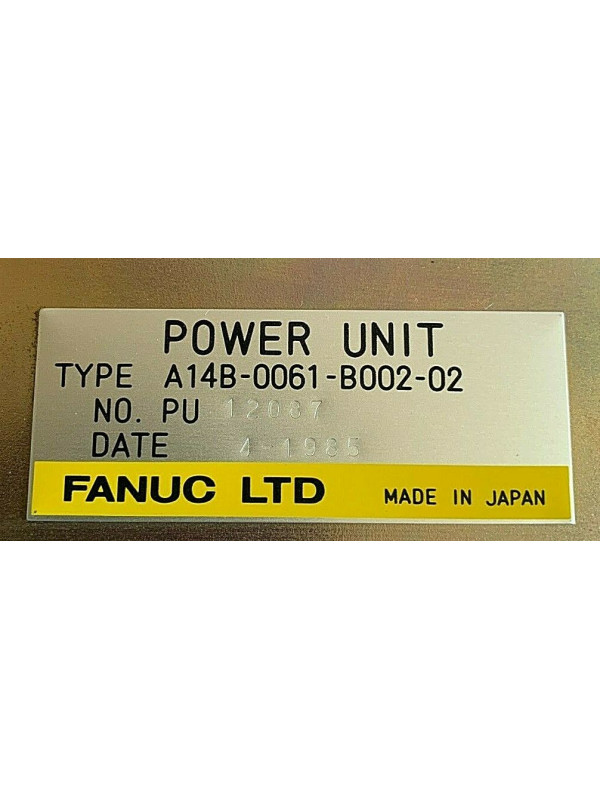 POWER UNIT
TYPE A14B-0061-B002-02
NO. PU 12087
DATE 4-1985
FANUC LTD MADE IN JAPAN